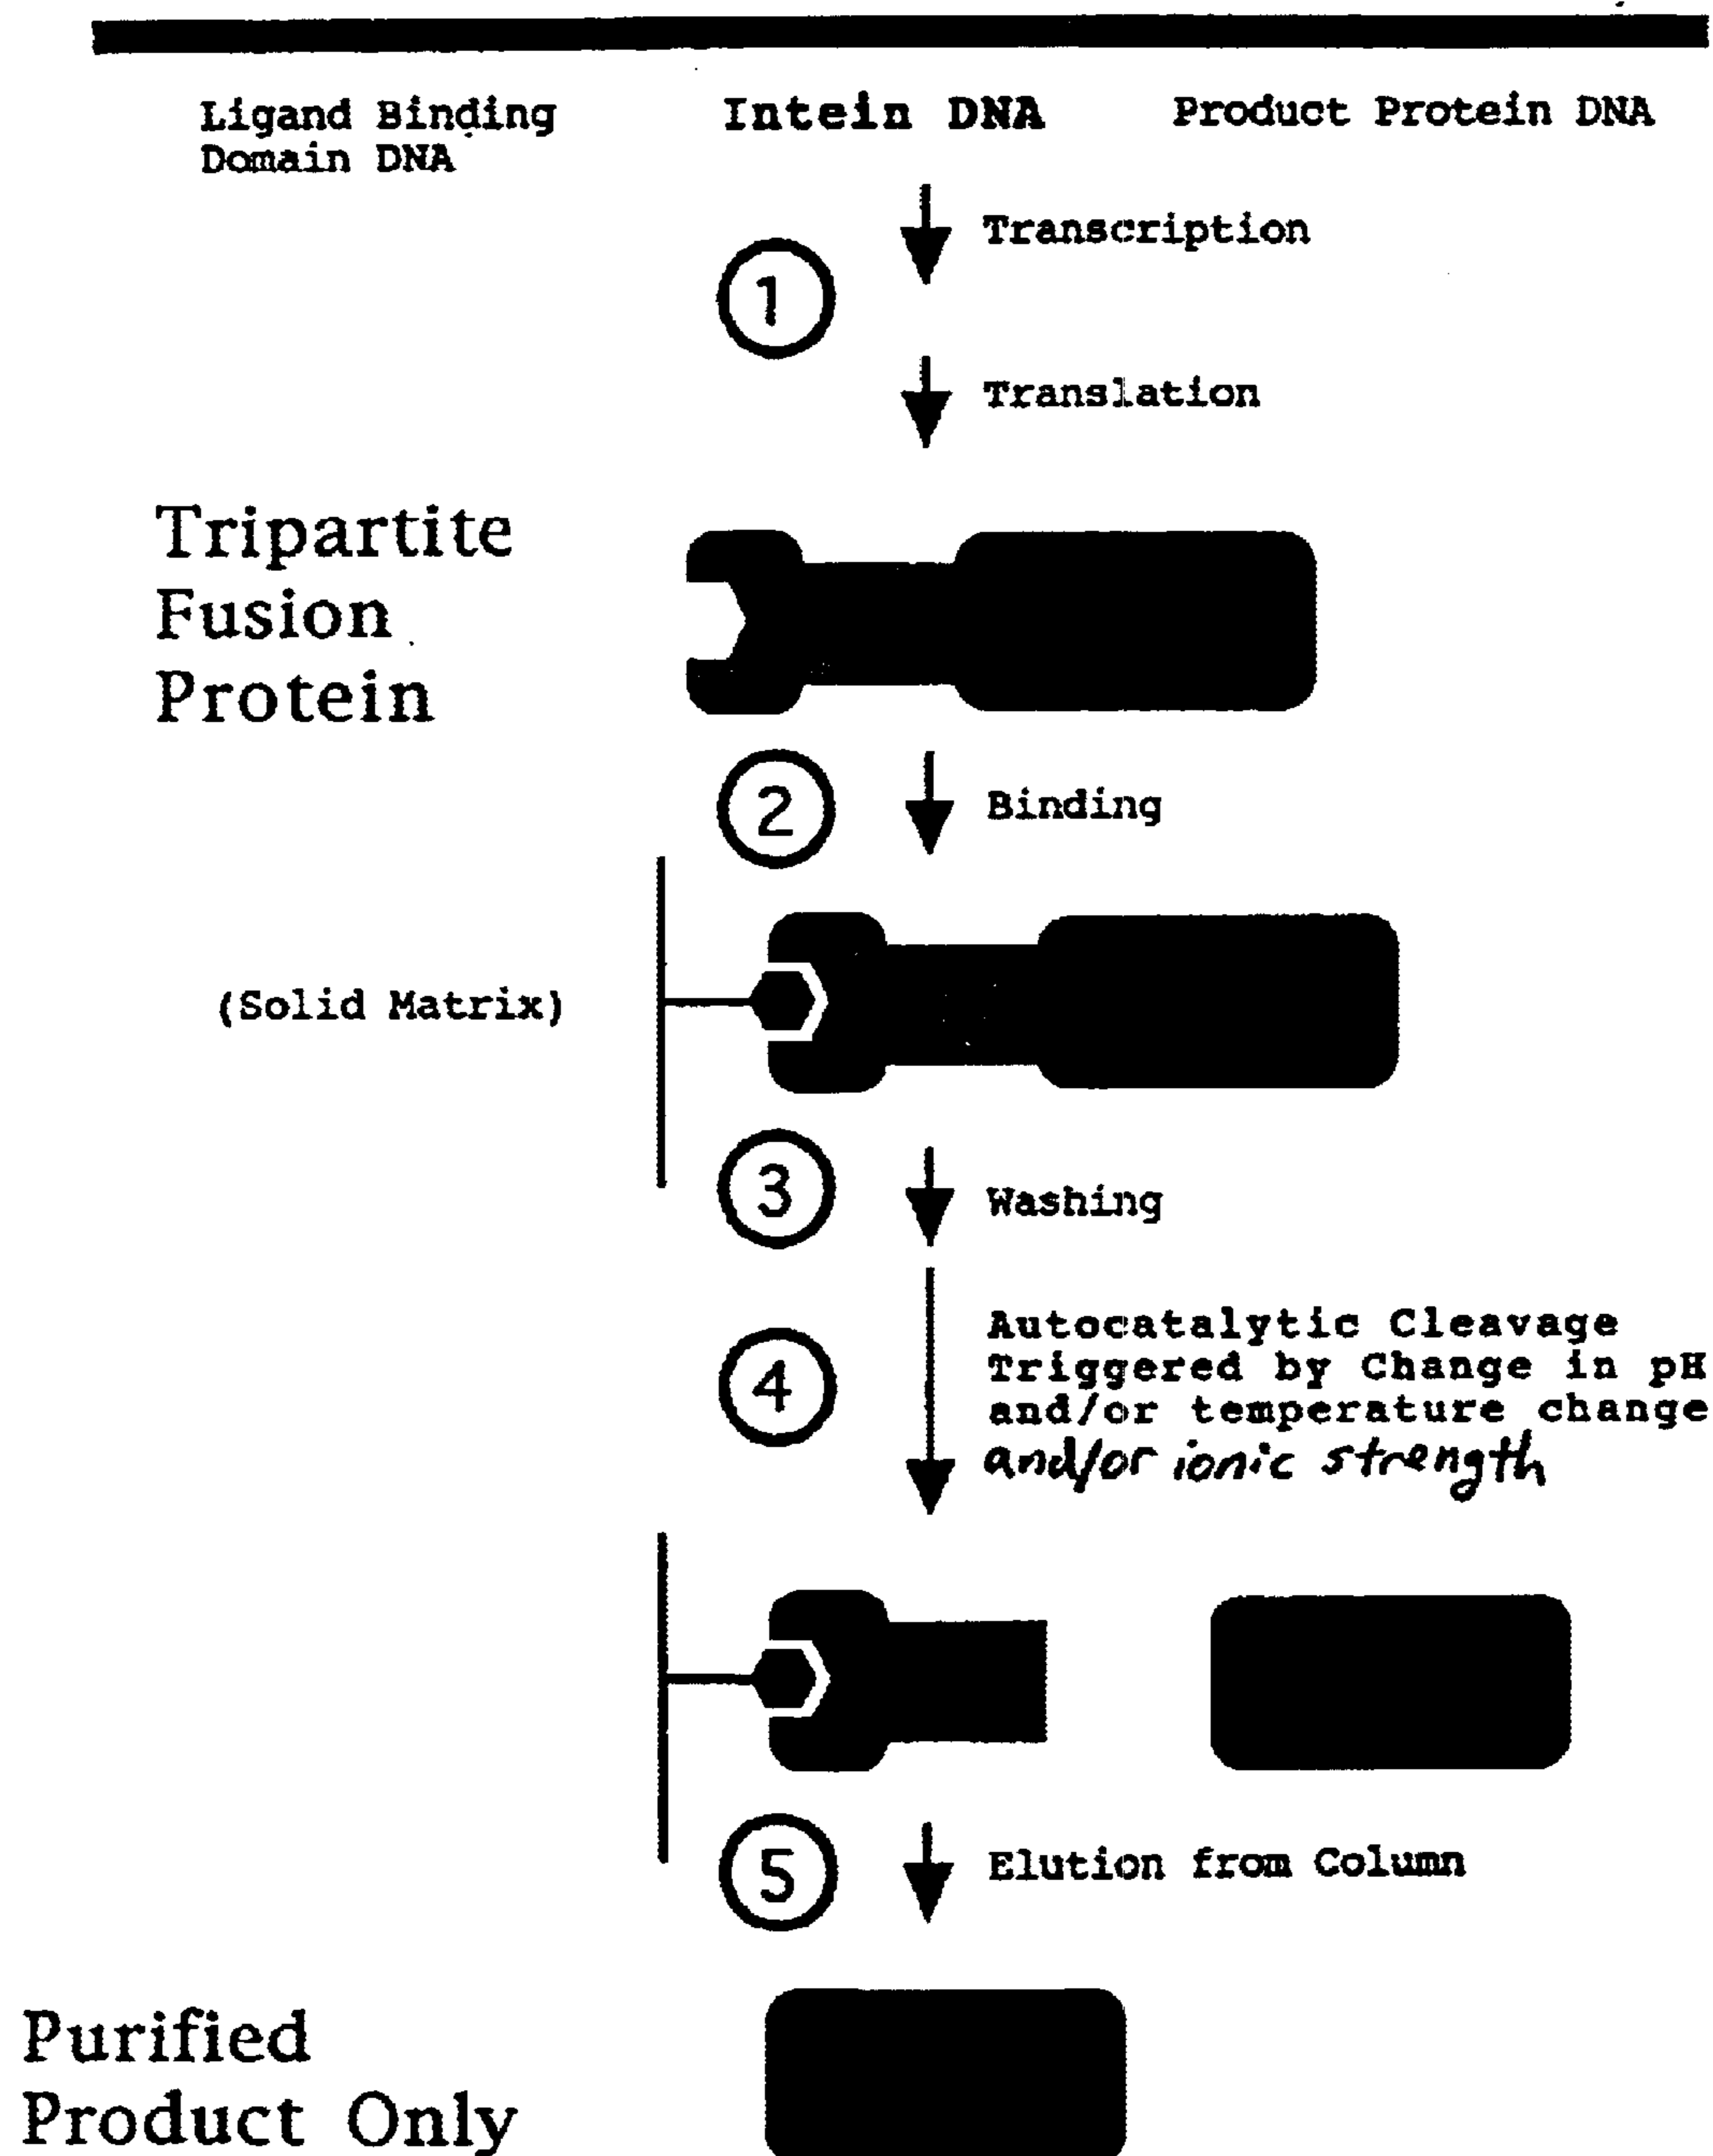 Ligand Binding
Domain DNA
Intein DNA
Product Protein DNA
Transcription
1
Translation
Tripartite
Fusion
Protein
2
Binding
(Solid Matrix)
3
Washing
4
Autocatalytic Cleavage
Triggered by Change in pH
and/or temperature change
and/or ionic strength
5
Elution from Column
Purified
Product Only